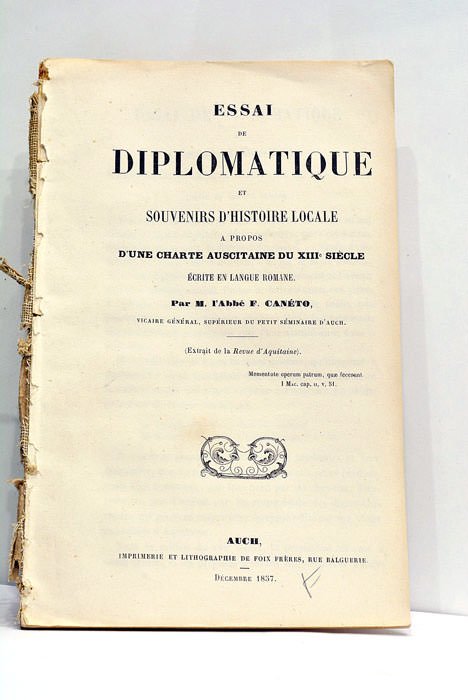 ESSAI
DE
DIPLOMATIQUE
ET
SOUVENIRS D'HISTOIRE LOCALE
A PROPOS
D'UNE CHARTE AUSCITAINE DU XIIIe SIÈCLE
ÉCRITE EN LANGUE ROMANE.
Par M. l'Abbé F. CANÉTO,
VICAIRE GÉNÉRAL, SUPÉRIEUR DU PETIT SÉMINAIRE D'AUCH.
(Extrait de la Revue d'Aquitaine).
Mementote operum patrum, quæ fecerunt.
I MAC. cap. II, v. 51.
AUCH,
IMPRIMERIE ET LITHOGRAPHIE DE FOIX FRÈRES, RUE BALGUERIE.
DÉCEMBRE 1857.